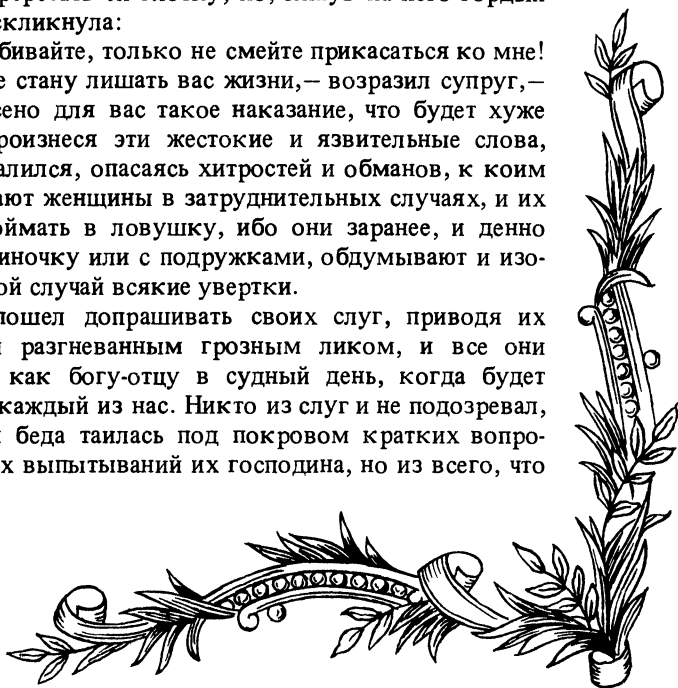 скликнула:
бивайте, только не смейте прикасаться ко мне!
е стану лишать вас жизни,— возразил супруг,—
сено для вас такое наказание, что будет хуже
роизнеся эти жестокие и язвительные слова,
алился, опасаясь хитростей и обманов, к коим
ают женщины в затруднительных случаях, и их
оймать в ловушку, ибо они заранее, и денно
иночку или с подружками, обдумывают и изо-
ой случай всякие увертки.
пошел допрашивать своих слуг, приводя их
разгневанным грозным ликом, и все они
как богу-отцу в судный день, когда будет
каждый из нас. Никто из слуг и не подозревал,
беда таилась под покровом кратких вопро-
х выпытываний их господина, но из всего, что